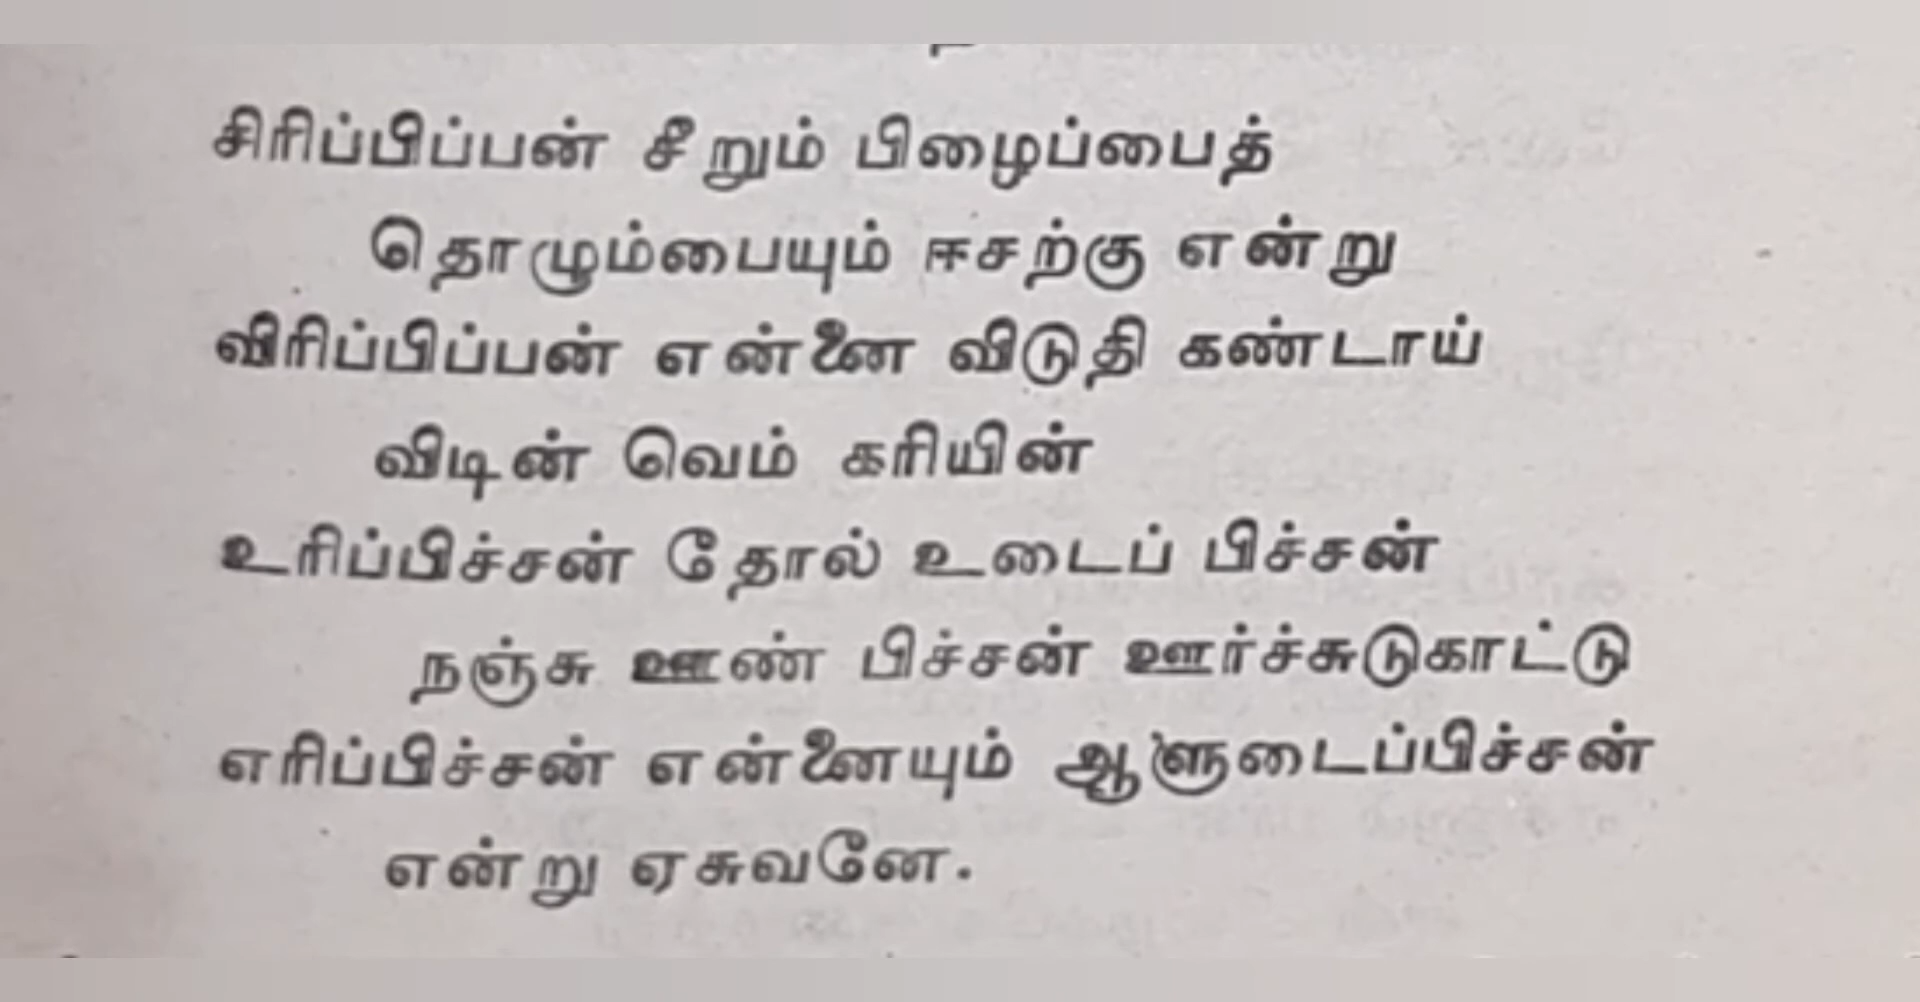 சிரிப்பிப்பன் சீறும் பிழைப்பைத்
தொழும்பையும் ஈசற்கு என்று
விரிப்பிப்பன் என்னை விடுதி கண்டாய்
விடின் வெம் கரியின்
உரிப்பிச்சன் தோல் உடைப் பிச்சன்
நஞ்சு ஊண் பிச்சன் ஊர்ச்சுடுகாட்டு
எரிப்பிச்சன் என்னையும் ஆளுடைப்பிச்சன்
என்று ஏசுவனே.